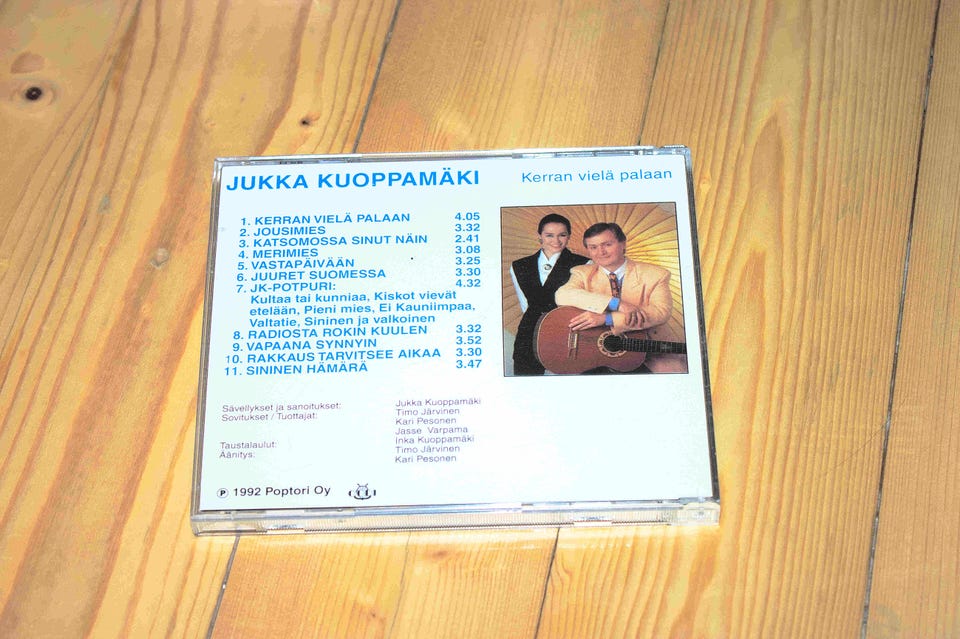 JUKKA KUOPPAMÄKI Kerran vielä palaan
1. KERRAN VIELÄ PALAAN 4.05
2. JOUSIMIES 3.32
3. KATSOMOSSA SINUT NÄIN 2.41
4. MERIMIES 3.08
5. VASTAPÄIVÄÄN 3.25
6. JUURET SUOMESSA 3.30
7. JK-POTPURI: 4.32
Kultaa tai kunniaa, Kiskot vievät
etelään, Pieni mies, Ei Kauniimpaa,
Valtatie, Sininen ja valkoinen
8. RADIOSTA ROKIN KUULEN 3.32
9. VAPAANA SYNNYIN 3.52
10. RAKKAUS TARVITSEE AIKAA 3.30
11. SININEN HÄMÄRÄ 3.47
Sävellykset ja sanoitukset: Jukka Kuoppamäki
Sovitukset / Tuottajat: Timo Järvinen
Kari Pesonen
Jasse Varpama
Taustalaulut: Inka Kuoppamäki
Äänitys: Timo Järvinen
Kari Pesonen
℗ 1992 Poptori Oy